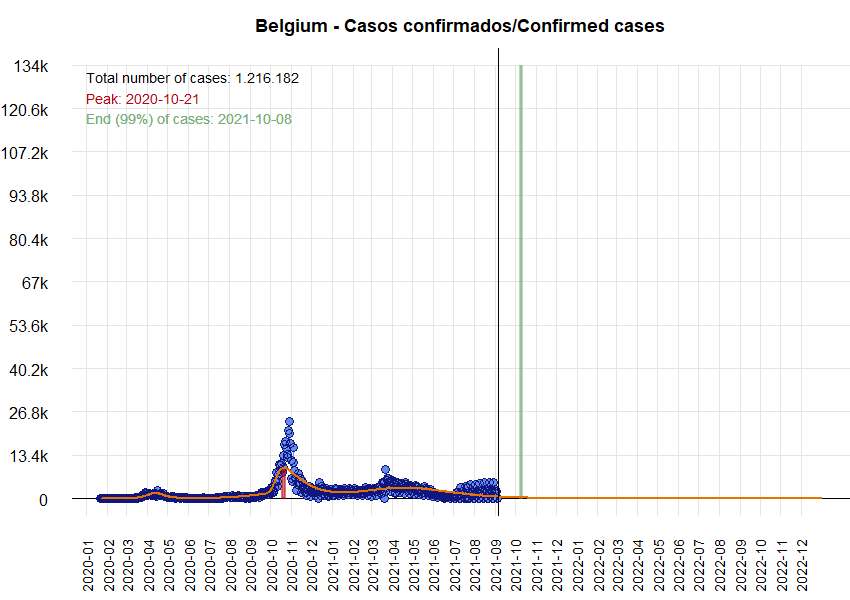 Belgium - Casos confirmados/Confirmed cases
134k
120.6k
107.2k
93.8k
80.4k
67k
53.6k
40.2k
26.8k
13.4k
0
Total number of cases: 1.216.182
Peak: 2020-10-21
End (99%) of cases: 2021-10-08
2020-01
2020-02
2020-03
2020-04
2020-05
2020-06
2020-07
2020-08
2020-09
2020-10
2020-11
2020-12
2021-01
2021-02
2021-03
2021-04
2021-05
2021-06
2021-07
2021-08
2021-09
2021-10
2021-11
2021-12
2022-01
2022-02
2022-03
2022-04
2022-05
2022-06
2022-07
2022-08
2022-09
2022-10
2022-11
2022-12